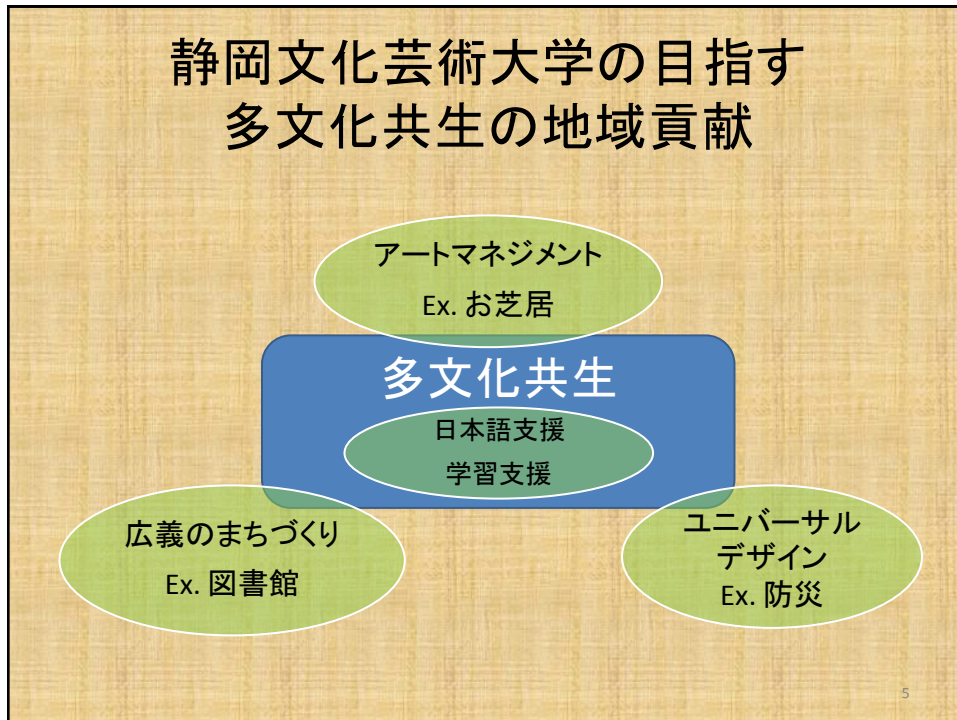 静岡文化芸術大学の目指す
多文化共生の地域貢献
アートマネジメント
Ex. お芝居
多文化共生
日本語支援
学習支援
広義のまちづくり
Ex. 図書館
ユニバーサル
デザイン
Ex. 防災
5